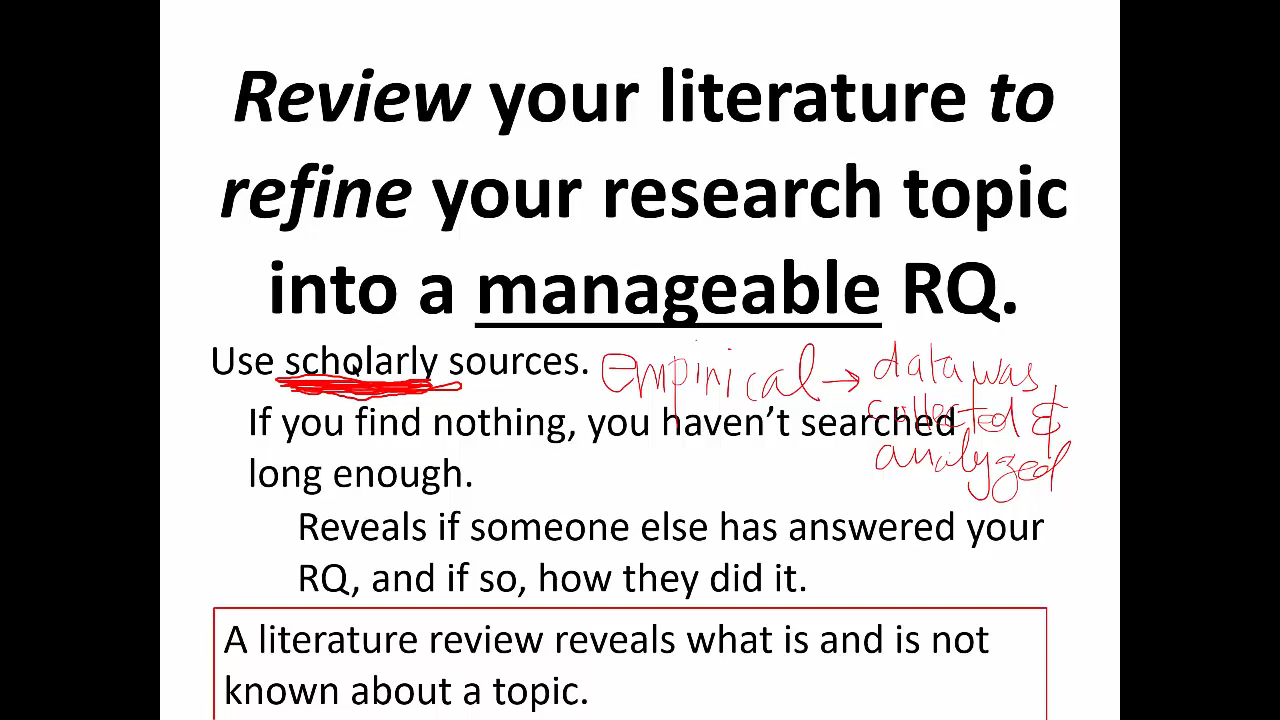 Review your literature to
refine your research topic
into a manageable RQ.
Use scholarly sources.
empirical → data was
collected &
analyzed
If you find nothing, you haven't searched
long enough.
Reveals if someone else has answered your
RQ, and if so, how they did it.
A literature review reveals what is and is not
known about a topic.